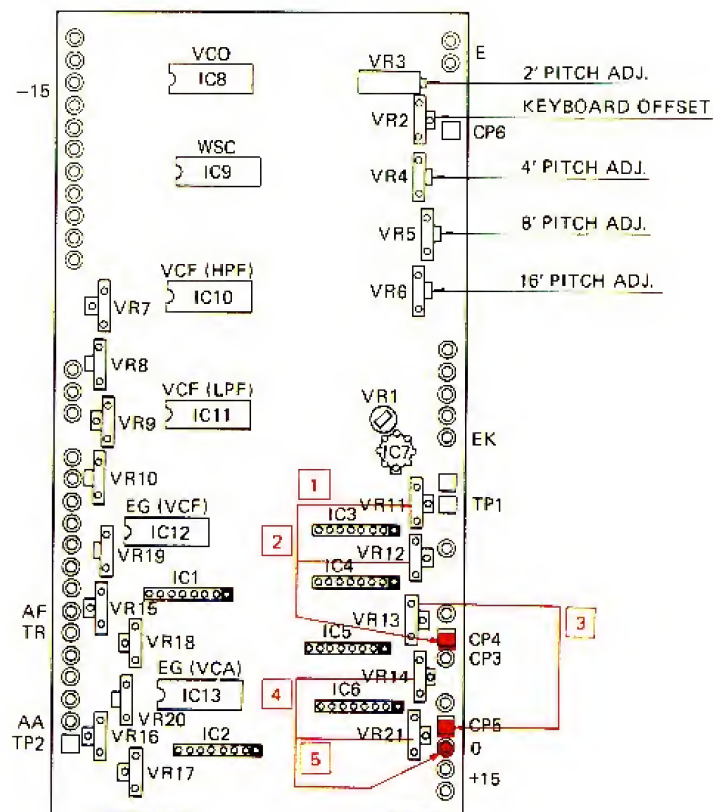 VCO
IC8
-15
VR3
E
2' PITCH ADJ.
KEYBOARD OFFSET
VR2
CP6
WSC
IC9
VR4
4' PITCH ADJ.
VR5
8' PITCH ADJ.
VCF (HPF)
IC10
VR6
16' PITCH ADJ.
VR7
VR8
VCF (LPF)
IC11
VR1
VR9
EK
IC7
VR10
1
VR11
TP1
EG (VCF)
IC12
IC3
2
VR12
VR19
IC4
IC1
AF
TR
VR15
VR13
3
VR18
IC5
CP4
CP3
EG (VCA)
IC13
4
VR14
IC6
VR20
AA
TP2
VR16
IC2
VR21
CP5
0
5
VR17
+15